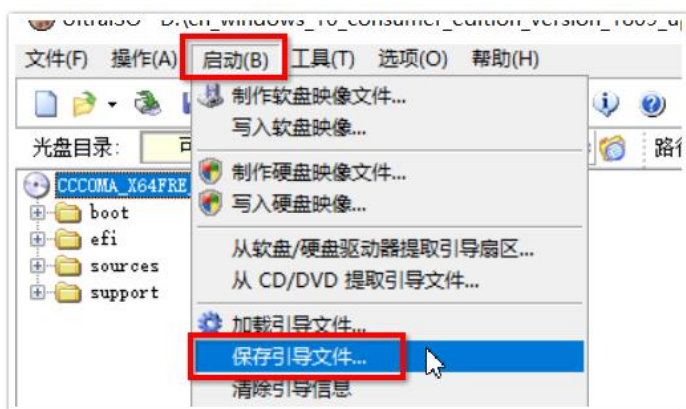 UltraISO - D:\cn_windows_10_consumer_edition_version_1809_u
文件(F) 操作(A) 启动(B) 工具(T) 选项(O) 帮助(H)
制作软盘映像文件...
写入软盘映像...
光盘目录: 可
路径
制作硬盘映像文件...
CCCOMA_X64FRE_
写入硬盘映像...
boot
efi
从软盘/硬盘驱动器提取引导扇区...
sources
从 CD/DVD 提取引导文件...
support
加载引导文件...
保存引导文件...
清除引导信息